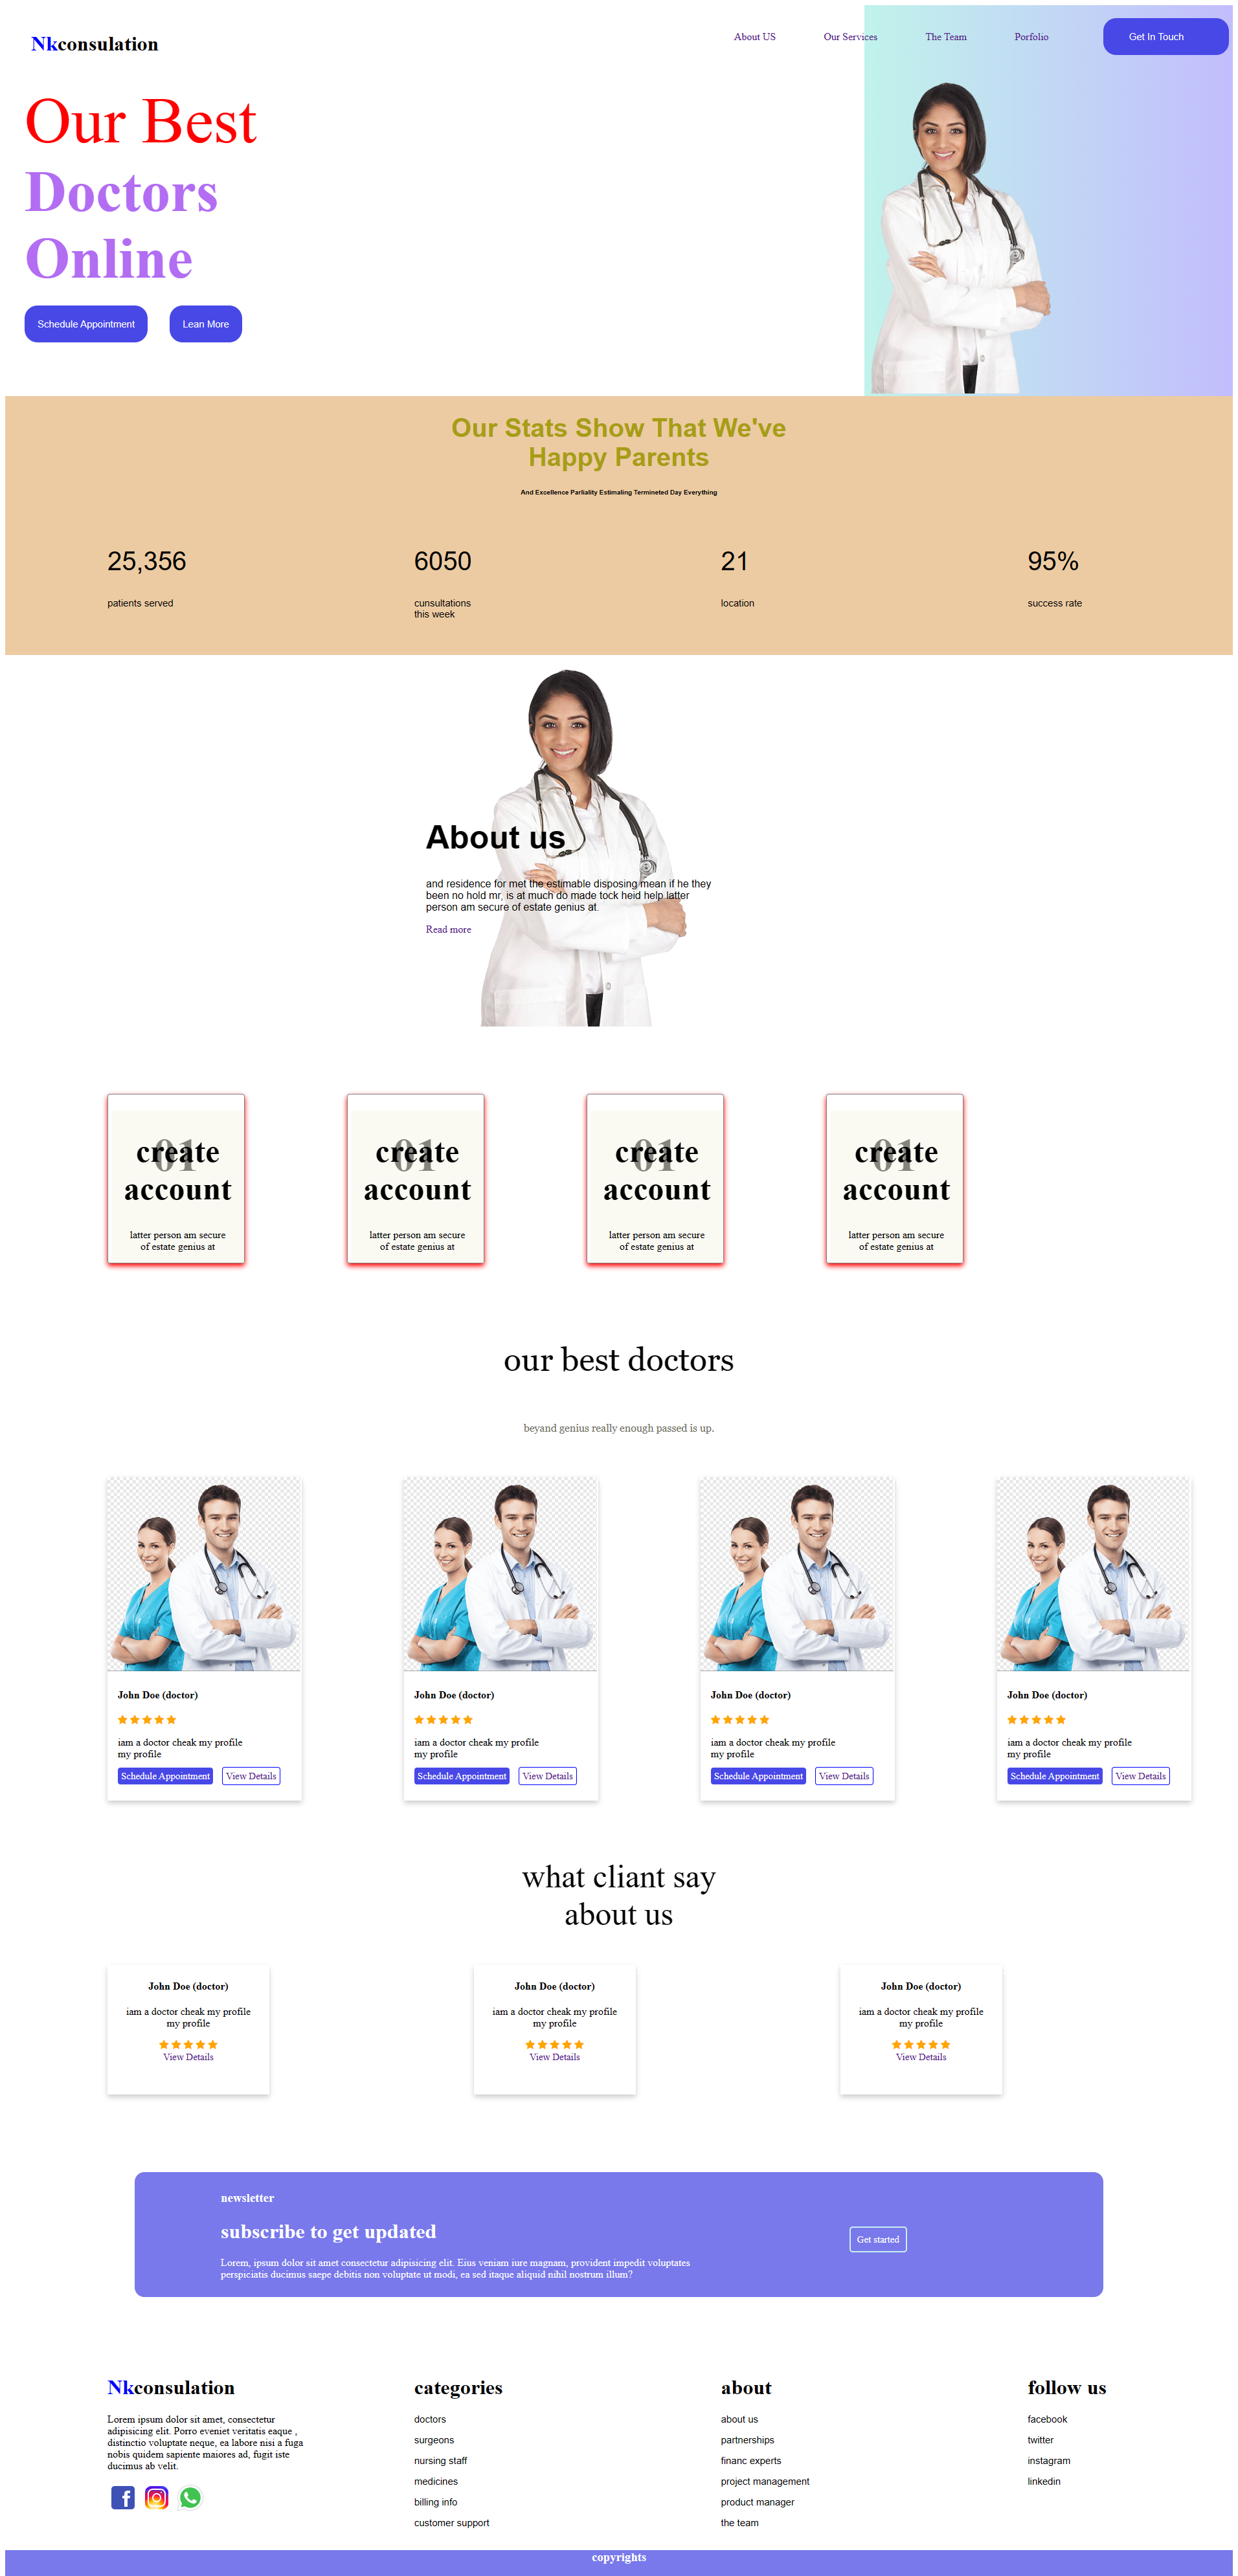 Nkconsulation
About US Our Services The Team Porfolio Get In Touch
Our Best
Doctors
Online
Schedule Appointment Lean More
Our Stats Show That We've
Happy Parents
And Excellence Parliality Estimaling Termineted Day Everything
25,356 6050 21 95%
patients served cunsultations location success rate
this week
About us
and residence for met the estimable disposing mean if he they
been no hold mr, is at much do made tock heid help latter
person am secure of estate genius at.
Read more
01 01 01 01
create create create create
account account account account
latter person am secure latter person am secure latter person am secure latter person am secure
of estate genius at of estate genius at of estate genius at of estate genius at
our best doctors
beyand genius really enough passed is up.
John Doe (doctor) John Doe (doctor) John Doe (doctor) John Doe (doctor)
iam a doctor cheak my profile iam a doctor cheak my profile iam a doctor cheak my profile iam a doctor cheak my profile
my profile my profile my profile my profile
Schedule Appointment View Details Schedule Appointment View Details Schedule Appointment View Details Schedule Appointment View Details
what cliant say
about us
John Doe (doctor) John Doe (doctor) John Doe (doctor)
iam a doctor cheak my profile iam a doctor cheak my profile iam a doctor cheak my profile
my profile my profile my profile
View Details View Details View Details
newsletter
subscribe to get updated
Get started
Lorem, ipsum dolor sit amet consectetur adipisicing elit. Eius veniam iure magnam, provident impedit voluptates
perspiciatis ducimus saepe debitis non voluptate ut modi, ea sed itaque aliquid nihil nostrum illum?
Nkconsulation
Lorem ipsum dolor sit amet, consectetur
adipisicing elit. Porro eveniet veritatis eaque ,
distinctio voluptate neque, ea labore nisi a fuga
nobis quidem sapiente maiores ad, fugit iste
ducimus ab velit.
categories
doctors
surgeons
nursing staff
medicines
billing info
customer support
about
about us
partnerships
financ experts
project management
product manager
the team
follow us
facebook
twitter
instagram
linkedin
copyrights